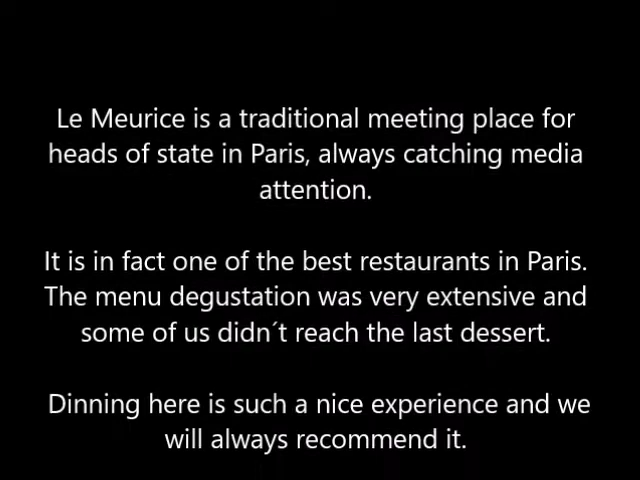 Le Meurice is a traditional meeting place for
heads of state in Paris, always catching media
attention.
It is in fact one of the best restaurants in Paris.
The menu degustation was very extensive and
some of us didn´t reach the last dessert.
Dinning here is such a nice experience and we
will always recommend it.